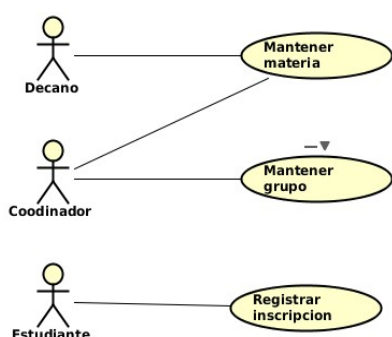 Mantener
materia
Decano
Mantener
grupo
Coodinador
Registrar
inscripcion
Estudiante